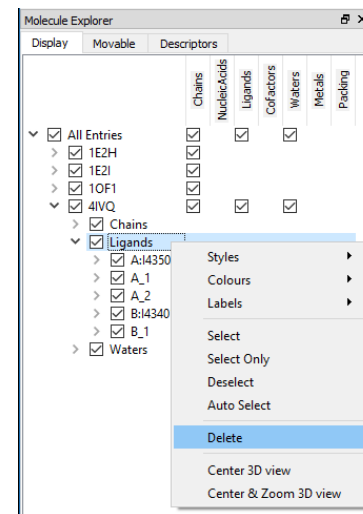 Molecule Explorer
Display Movable Descriptors
Chains NucleicAcids Ligands Cofactors Waters Metals Packing
All Entries
1E2H
1E2I
1OF1
4IVQ
Chains
Ligands
A:I4350
A_1
A_2
B:I4340
B_1
Waters
Styles
Colours
Labels
Select
Select Only
Deselect
Auto Select
Delete
Center 3D view
Center & Zoom 3D view